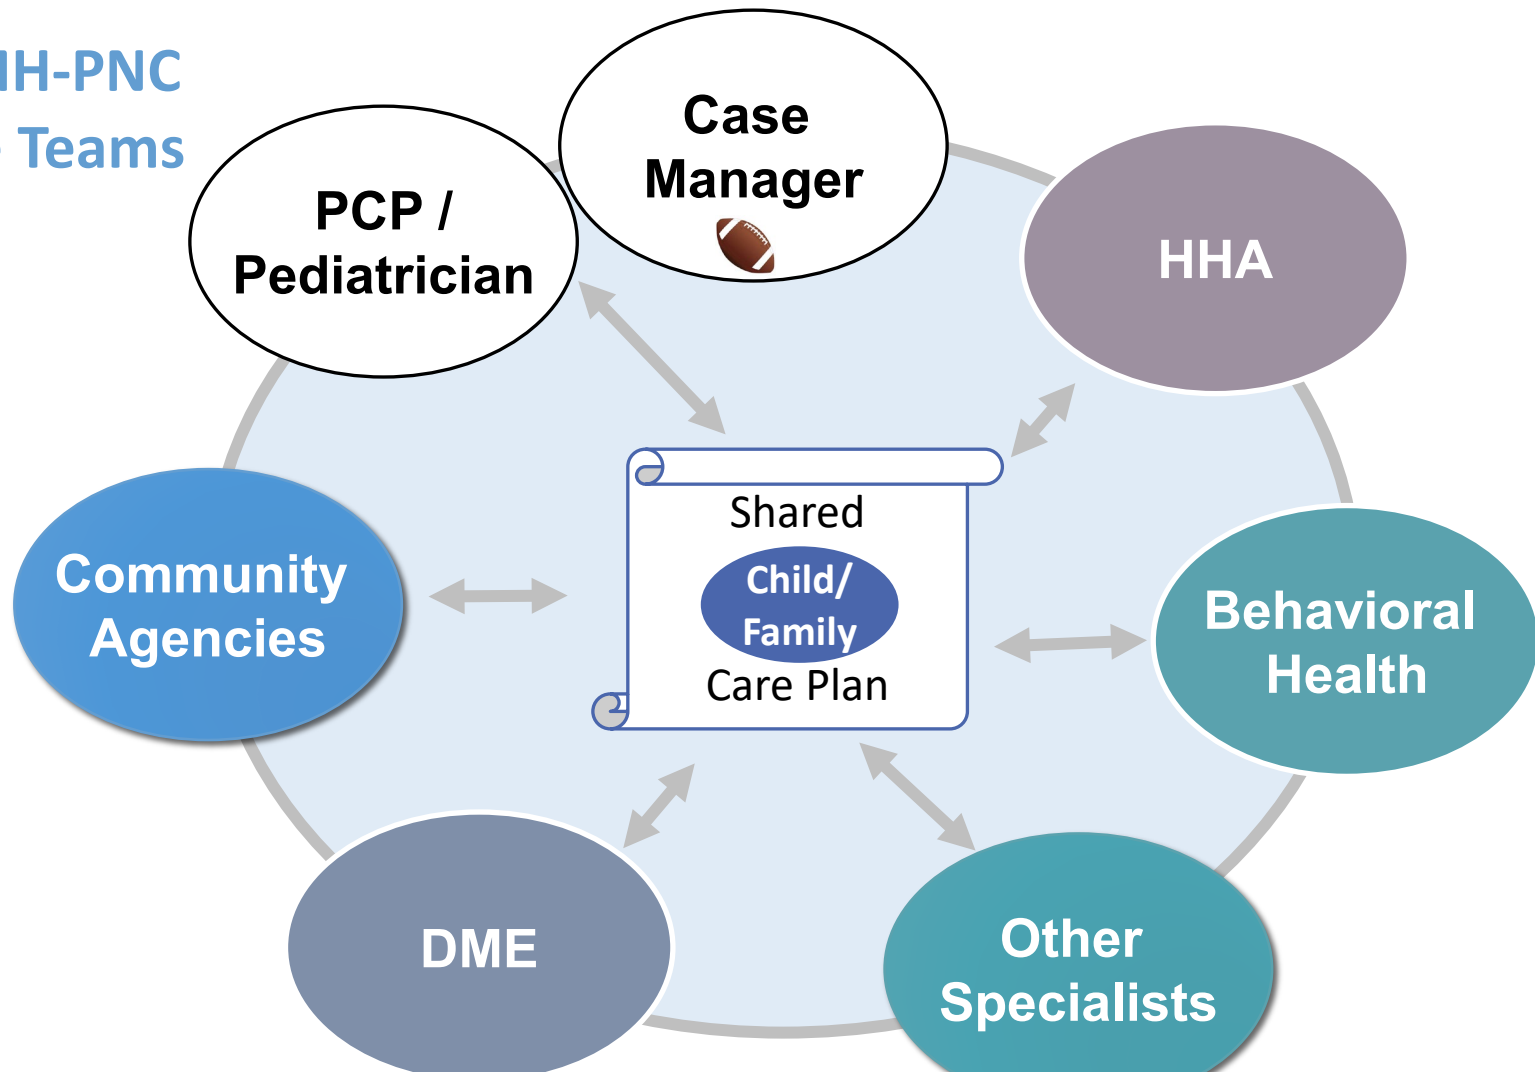 IH-PNC
Teams
Case
Manager
PCP /
Pediatrician
HHA
Shared
Child/
Family
Care Plan
Community
Agencies
Behavioral
Health
DME
Other
Specialists